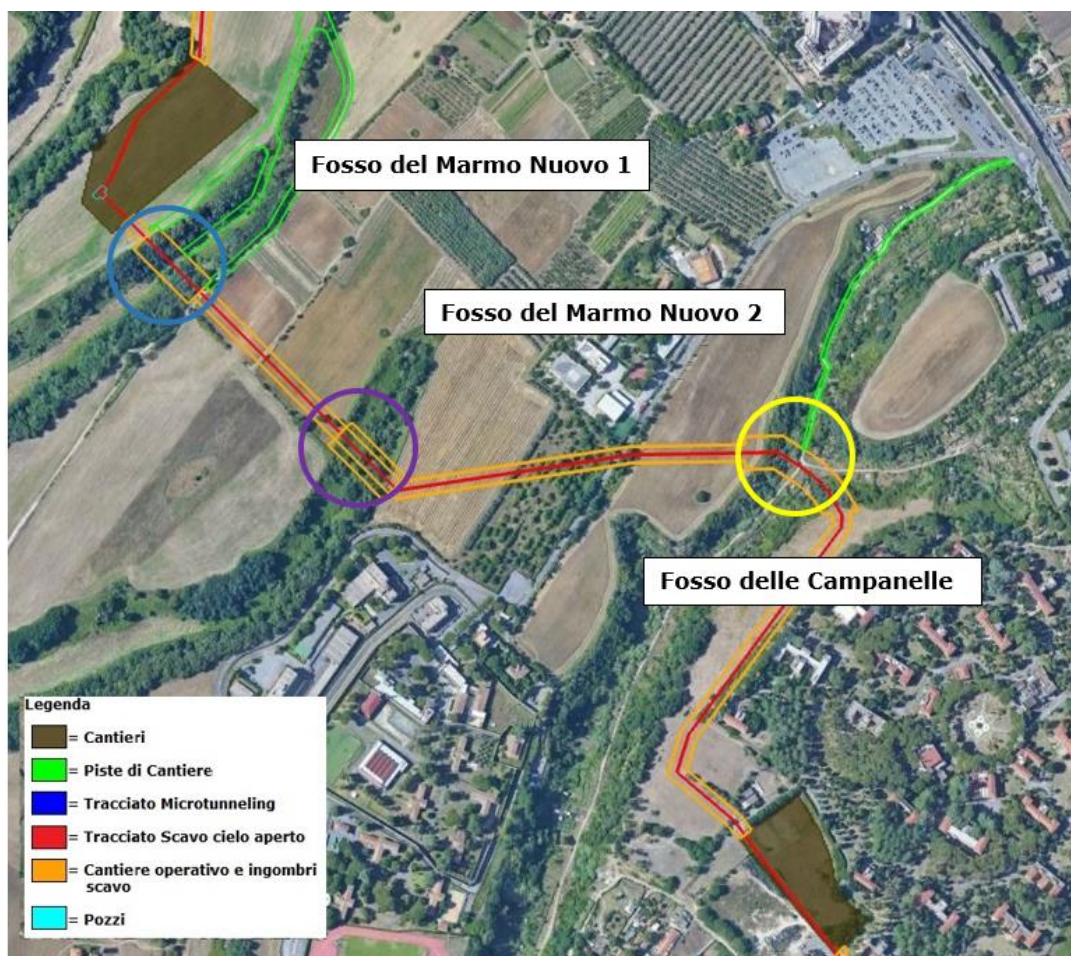 Fosso del Marmo Nuovo 1
Fosso del Marmo Nuovo 2
Fosso delle Campanelle
Legenda
= Cantieri
= Piste di Cantiere
= Tracciato Microtunneling
= Tracciato Scavo cielo aperto
= Cantiere operativo e ingombri
scavo
= Pozzi